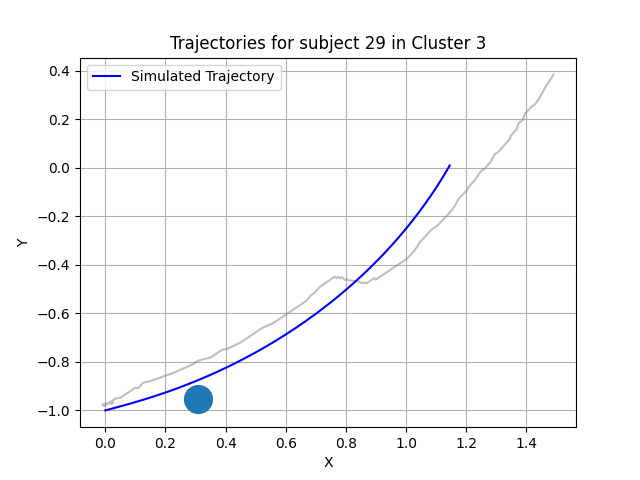 Trajectories for subject 29 in Cluster 3
Simulated Trajectory
0.4
0.2
0.0
−0.2
−0.4
−0.6
−0.8
−1.0
Y
0.0 0.2 0.4 0.6 0.8 1.0 1.2 1.4
X